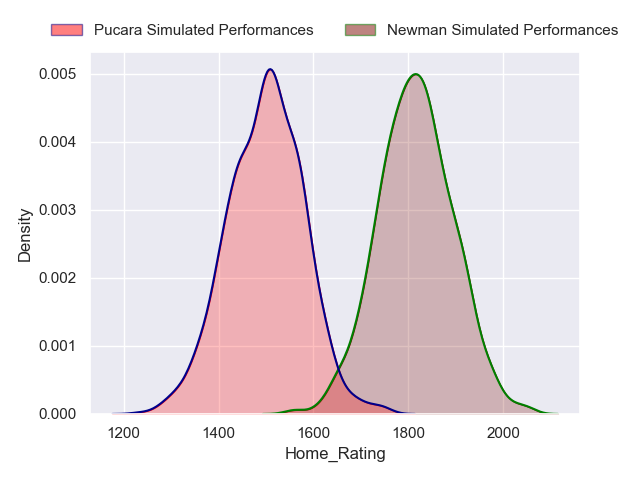 Pucara Simulated Performances Newman Simulated Performances
0.005
0.004
0.003
0.002
0.001
0.000
Density
1200 1400 1600 1800 2000
Home_Rating